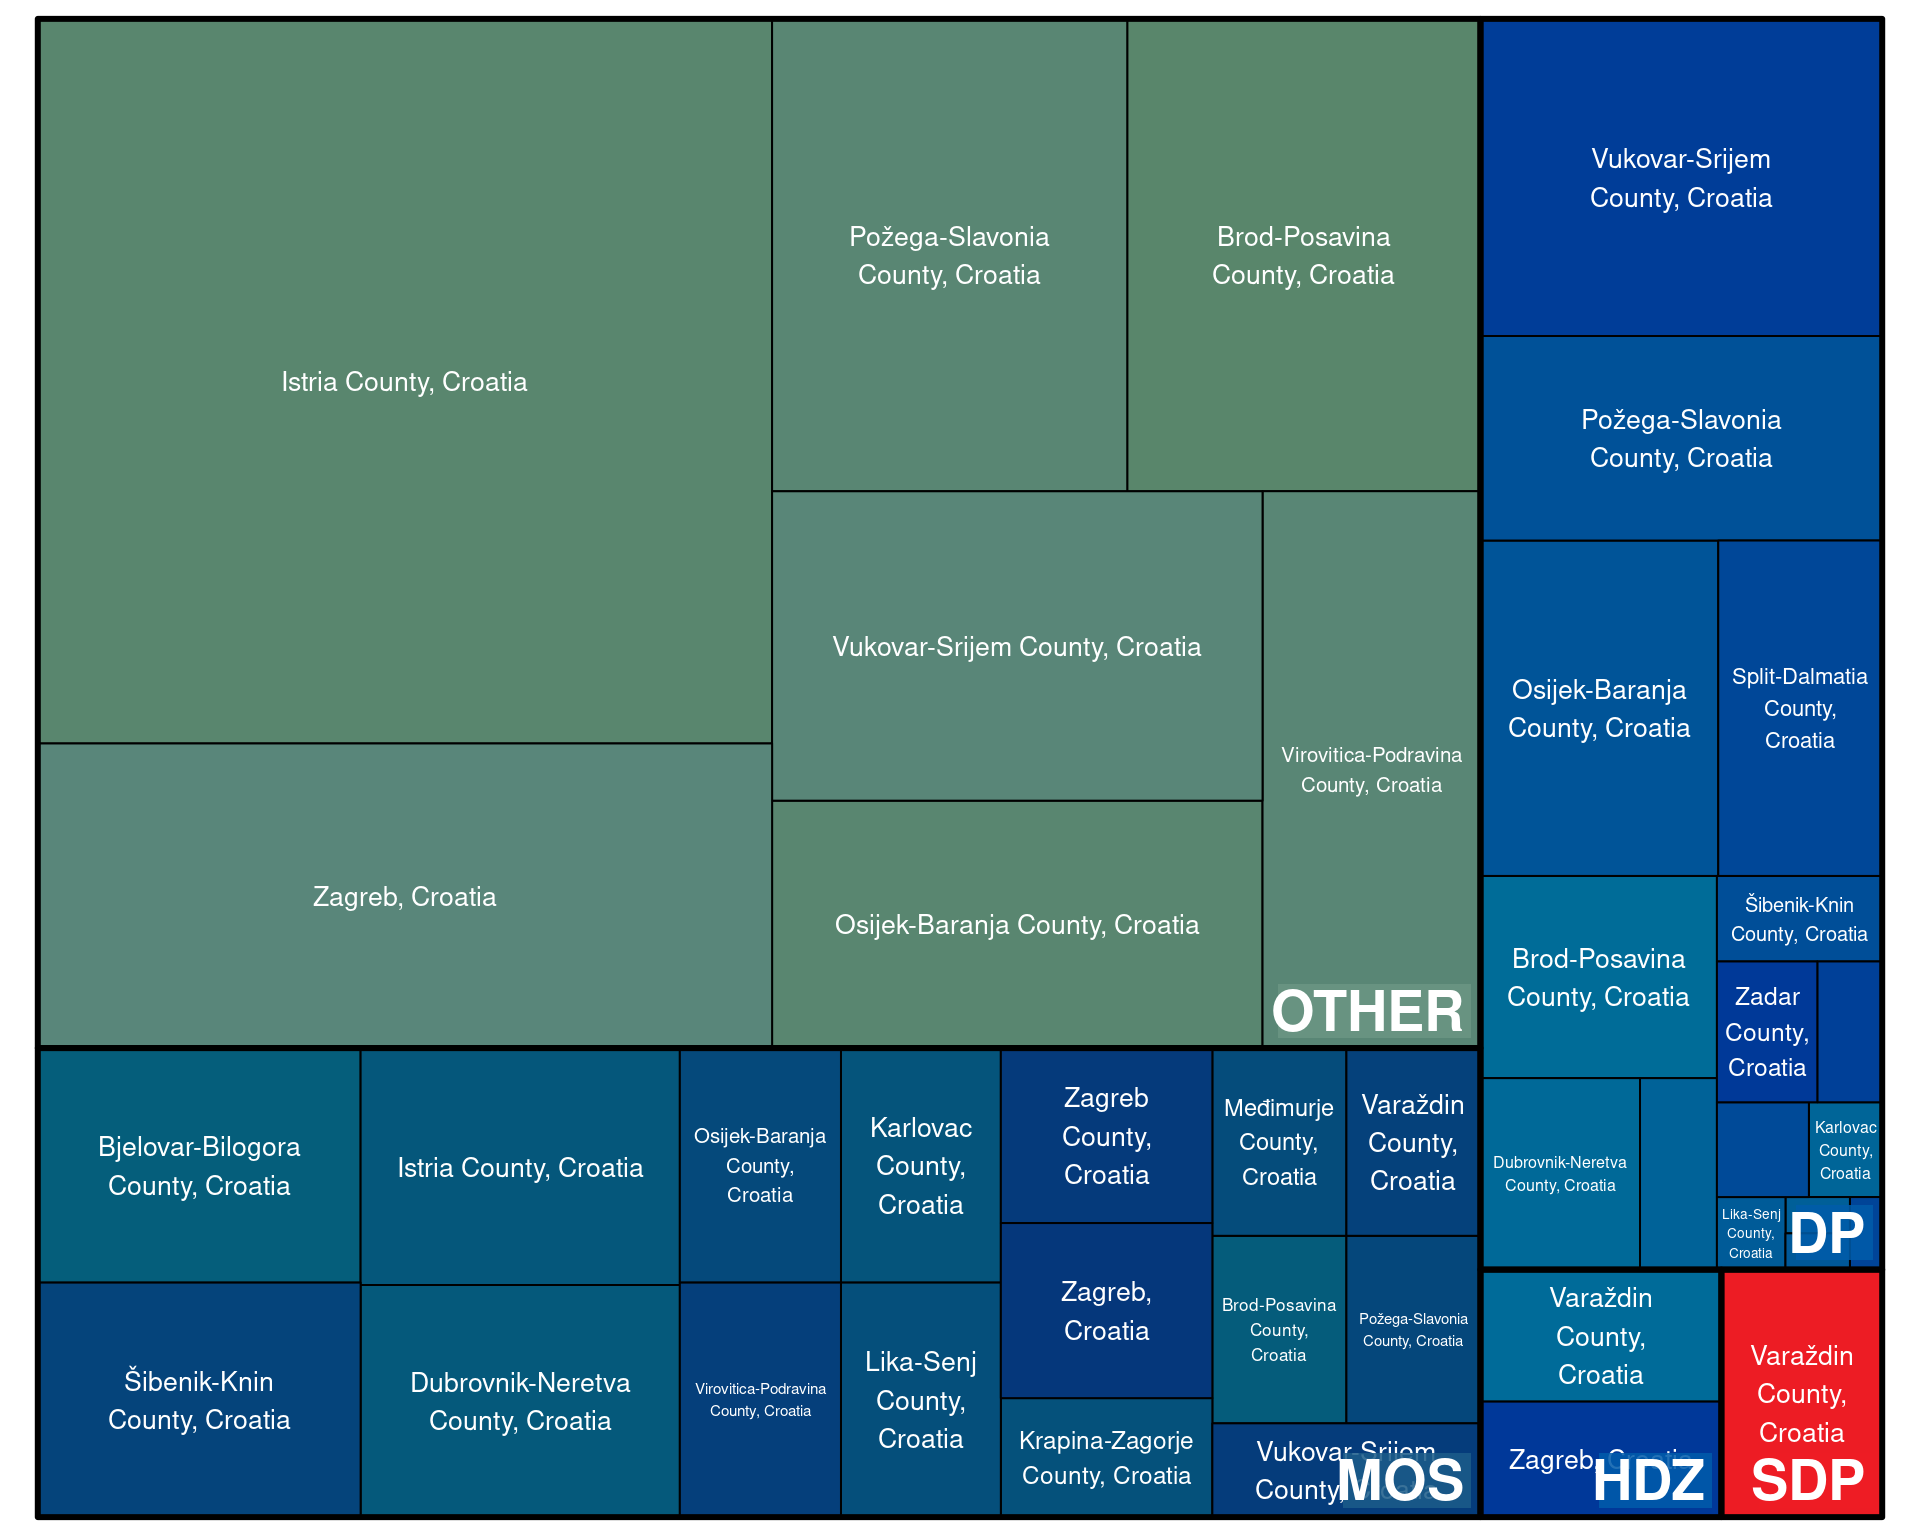 Istria County, Croatia
Zagreb, Croatia
Požega-Slavonia
County, Croatia
Brod-Posavina
County, Croatia
Vukovar-Srijem County, Croatia
Osijek-Baranja County, Croatia
Virovitica-Podravina
County, Croatia
OTHER
Bjelovar-Bilogora
County, Croatia
Šibenik-Knin
County, Croatia
Istria County, Croatia
Dubrovnik-Neretva
County, Croatia
Osijek-Baranja
County,
Croatia
Virovitica-Podravina
County, Croatia
Karlovac
County,
Croatia
Lika-Senj
County,
Croatia
Zagreb
County,
Croatia
Zagreb,
Croatia
Krapina-Zagorje
County, Croatia
Međimurje
County,
Croatia
Varaždin
County,
Croatia
Brod-Posavina
County,
Croatia
Požega-Slavonia
County, Croatia
Vukovar-Srijem
County, Croatia
MOS
Vukovar-Srijem
County, Croatia
Požega-Slavonia
County, Croatia
Osijek-Baranja
County, Croatia
Split-Dalmatia
County,
Croatia
Brod-Posavina
County, Croatia
Šibenik-Knin
County, Croatia
Zadar
County,
Croatia
Dubrovnik-Neretva
County, Croatia
Karlovac
County,
Croatia
Lika-Senj
County,
Croatia
DP
Varaždin
County,
Croatia
Zagreb, Croatia
HDZ
Varaždin
County,
Croatia
SDP